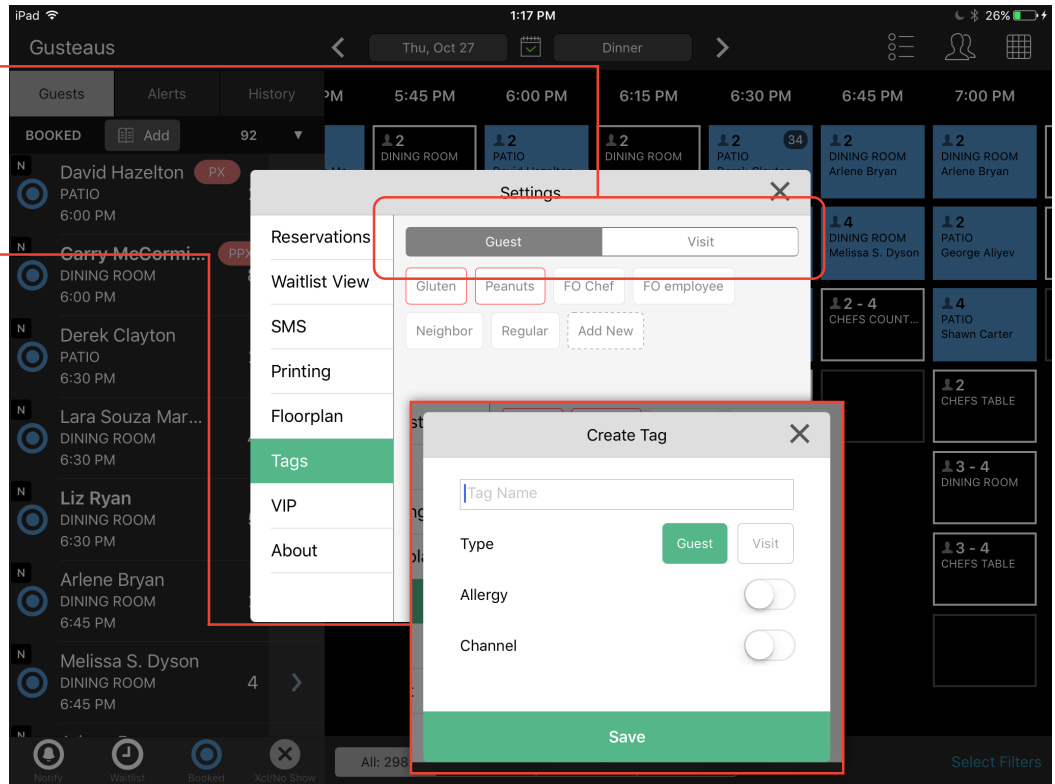 iPad 1:17 PM 26%
Gusteaus Thu, Oct 27 Dinner
Guests Alerts History PM 5:45 PM 6:00 PM 6:15 PM 6:30 PM 6:45 PM 7:00 PM
BOOKED Add 92
2 DINING ROOM
2 PATIO
2 DINING ROOM
2 34 PATIO
2 DINING ROOM Arlene Bryan
2 DINING ROOM Arlene Bryan
4 DINING ROOM Melissa S. Dyson
2 PATIO George Aliyev
2 - 4 CHEFS COUNT...
4 PATIO Shawn Carter
2 CHEFS TABLE
3 - 4 DINING ROOM
3 - 4 CHEFS TABLE
N
David Hazelton PX
PATIO
6:00 PM
N
Garry McCormi... PPX
DINING ROOM
6:00 PM
N
Derek Clayton
PATIO
6:30 PM
N
Lara Souza Mar...
DINING ROOM
6:30 PM
N
Liz Ryan
DINING ROOM
6:30 PM
N
Arlene Bryan
DINING ROOM
6:45 PM
N
Melissa S. Dyson
DINING ROOM 4
6:45 PM
N
Settings
Reservations
Waitlist View
SMS
Printing
Floorplan
Tags
VIP
About
Guest Visit
Gluten Peanuts FO Chef FO employee
Neighbor Regular Add New
Create Tag
Tag Name
Type Guest Visit
Allergy
Channel
Save
Notify Waitlist Booked Xcl/No Show
All: 298
Select Filters